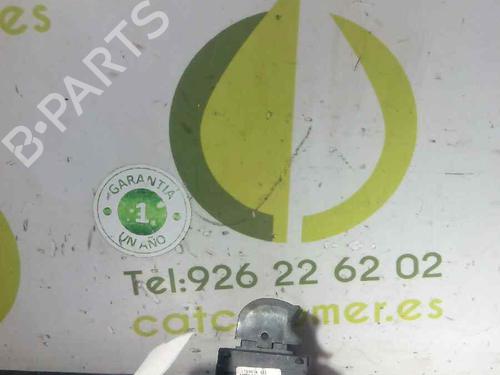 .es
B-PARTS
GARANTIA
1
UN AÑO
Tel:926 22 62 02